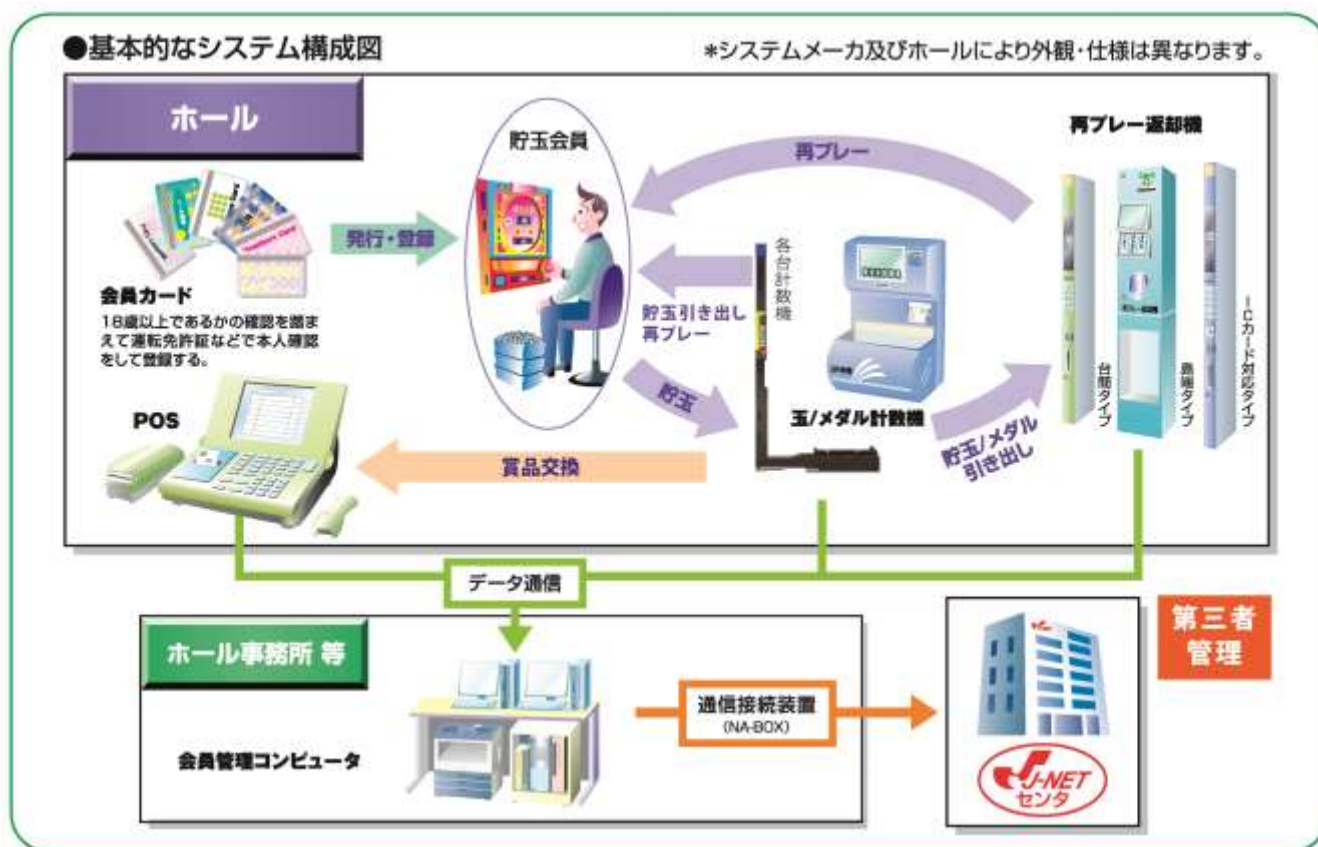 ●基本的なシステム構成図
*システムメーカ及びホールにより外観・仕様は異なります。
ホール
貯玉会員
再プレー
再プレー返却機
発行・登録
各台計数機
貯玉引き出し
再プレー
会員カード
18歳以上であるかの確認を踏ま
えて運転免許証などで本人確認
をして登録する。
貯玉
台間タイプ
島端タイプ
ICカード対応タイプ
POS
玉/メダル計数機
貯玉/メダル
引き出し
賞品交換
データ通信
ホール事務所 等
第三者
管理
通信接続装置
(NA-BOX)
会員管理コンピュータ
J-NET
センタ